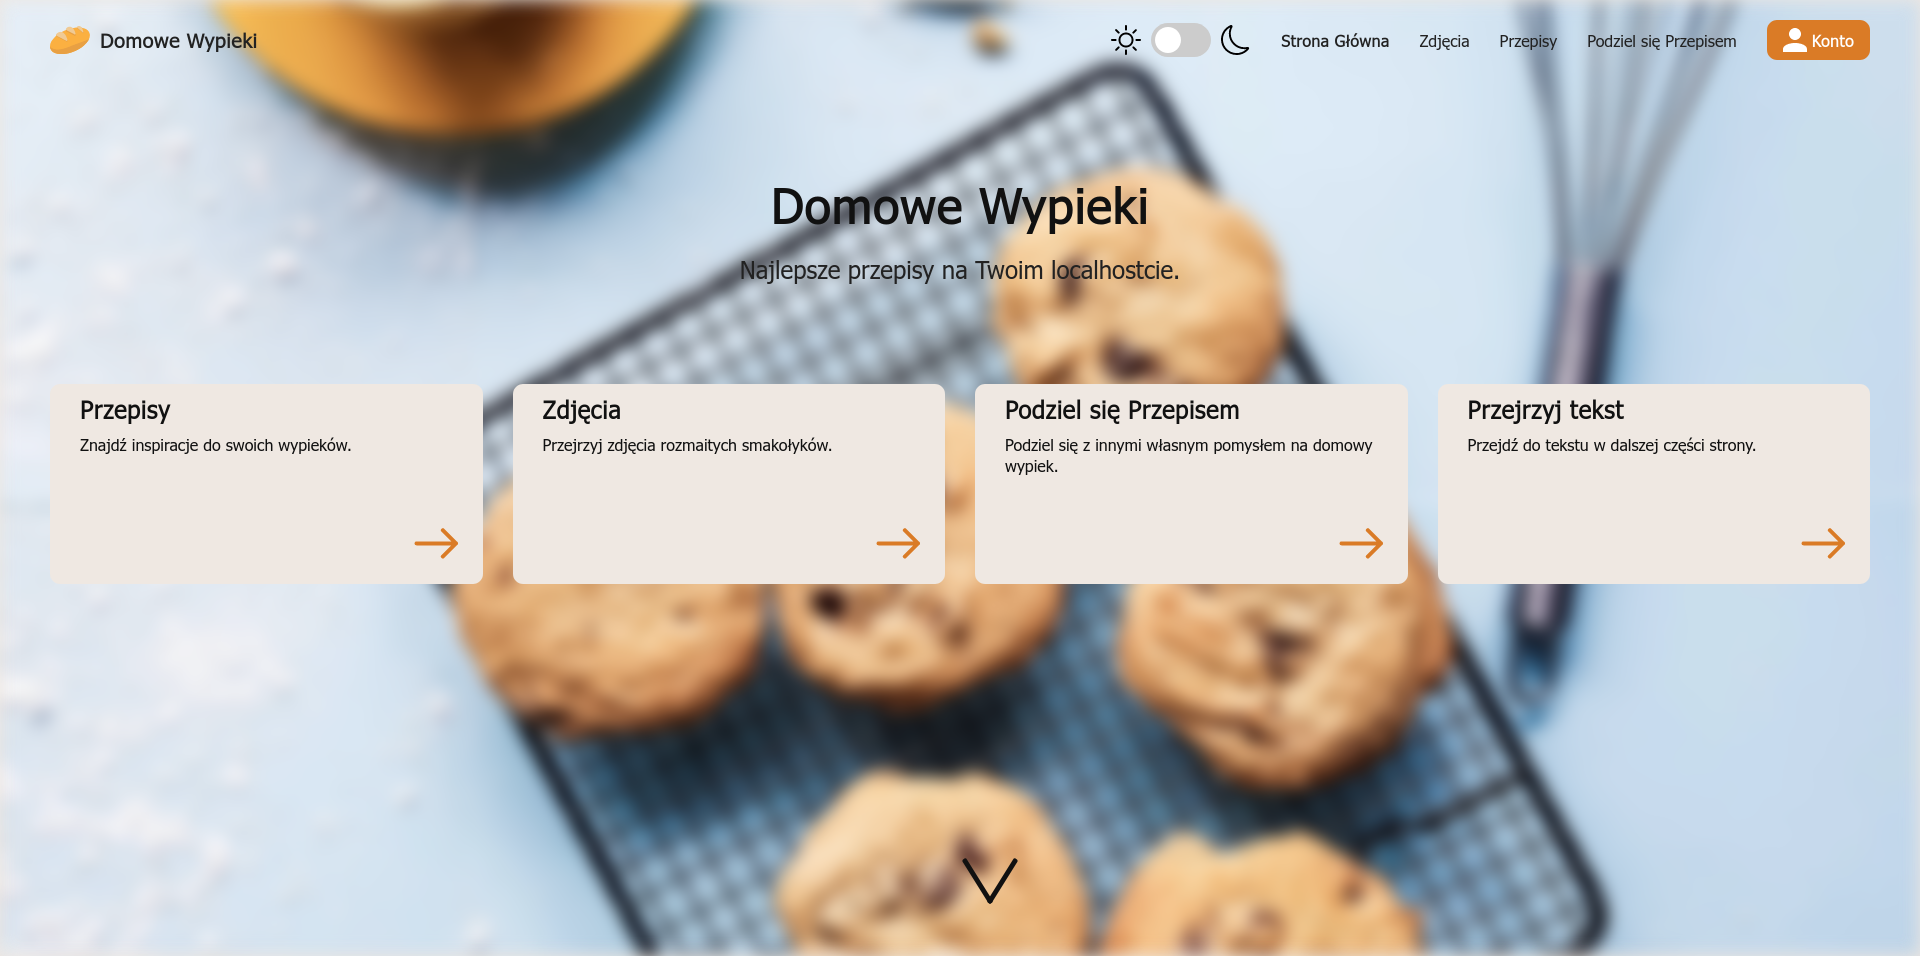 Domowe Wypieki
Strona Główna
Zdjęcia
Przepisy
Podziel się Przepisem
Konto
Domowe Wypieki
Najlepsze przepisy na Twoim localhostcie.
Przepisy
Znajdź inspiracje do swoich wypieków.
Zdjęcia
Przejrzyj zdjęcia rozmaitych smakołyków.
Podziel się Przepisem
Podziel się z innymi własnym pomysłem na domowy
wypiek.
Przejrzyj tekst
Przejdź do tekstu w dalszej części strony.